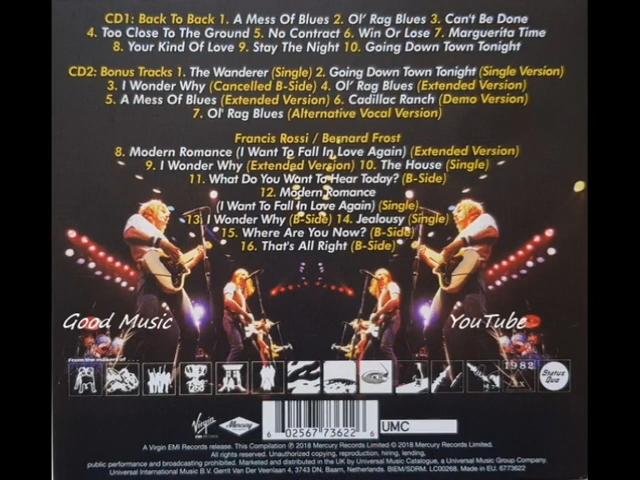 CD1: Back To Back 1. A Mess Of Blues 2. Ol' Rag Blues 3. Can't Be Done
4. Too Close To The Ground 5. No Contract 6. Win Or Lose 7. Marguerita Time
8. Your Kind Of Love 9. Stay The Night 10. Going Down Town Tonight
CD2: Bonus Tracks 1. The Wanderer (Single) 2. Going Down Town Tonight (Single Version)
3. I Wonder Why (Cancelled B-Side) 4. Ol' Rag Blues (Extended Version)
5. A Mess Of Blues (Extended Version) 6. Cadillac Ranch (Demo Version)
7. Ol' Rag Blues (Alternative Vocal Version)
Francis Rossi / Bernard Frost
8. Modern Romance (I Want To Fall In Love Again) (Extended Version)
9. I Wonder Why (Extended Version) 10. The House (Single)
11. What Do You Want To Hear Today? (B-Side)
12. Modern Romance
(I Want To Fall In Love Again) (Single)
13. I Wonder Why (B-Side) 14. Jealousy (Single)
15. Where Are You Now? (B-Side)
16. That's All Right (B-Side)
Good Music YouTube
From the makers of
1982
Status Quo
Virgin
Mercury
UMC
6 02567 73622
A Virgin EMI Records release. This Compilation ℗ 2018 Mercury Records Limited © 2018 Mercury Records Limited.
All rights reserved. Unauthorized copying, reproduction, hiring, lending,
public performance and broadcasting prohibited. Marketed and distributed in the EU by Universal Music Catalogue, a Universal Music Group Company.
Universal International Music B.V. Gerrit Van Der Veenlaan 4, 3743 DN, Baarn, Netherlands. BIEM/SDRM. LC00268. Made in EU. 6773622